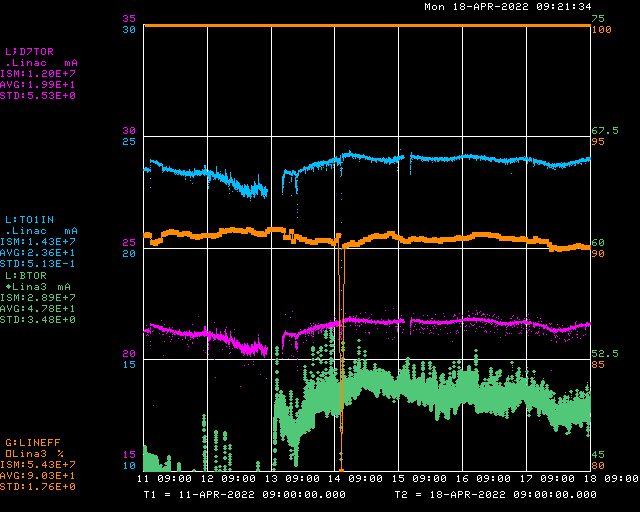 Mon 18-APR-2022 09:21:34
35 75
30 100
L:D7TOR
.Linac mA
ISM:1.20E+7
AVG:1.99E+1
STD:5.53E+0
30 67.5
25 95
L:TO1IN
.Linac mA
ISM:1.43E+7
AVG:2.36E+1
STD:5.13E-1
25 60
20 90
L:BTOR
◆Lina3 mA
ISM:2.89E+7
AVG:4.78E+1
STD:3.48E+0
20 52.5
15 85
G:LINEFF
□Lina3 %
ISM:5.43E+7
AVG:9.03E+1
STD:1.76E+0
15 45
10 80
11 09:00 12 09:00 13 09:00 14 09:00 15 09:00 16 09:00 17 09:00 18 09:00
T1 = 11-APR-2022 09:00:00.000 T2 = 18-APR-2022 09:00:00.000